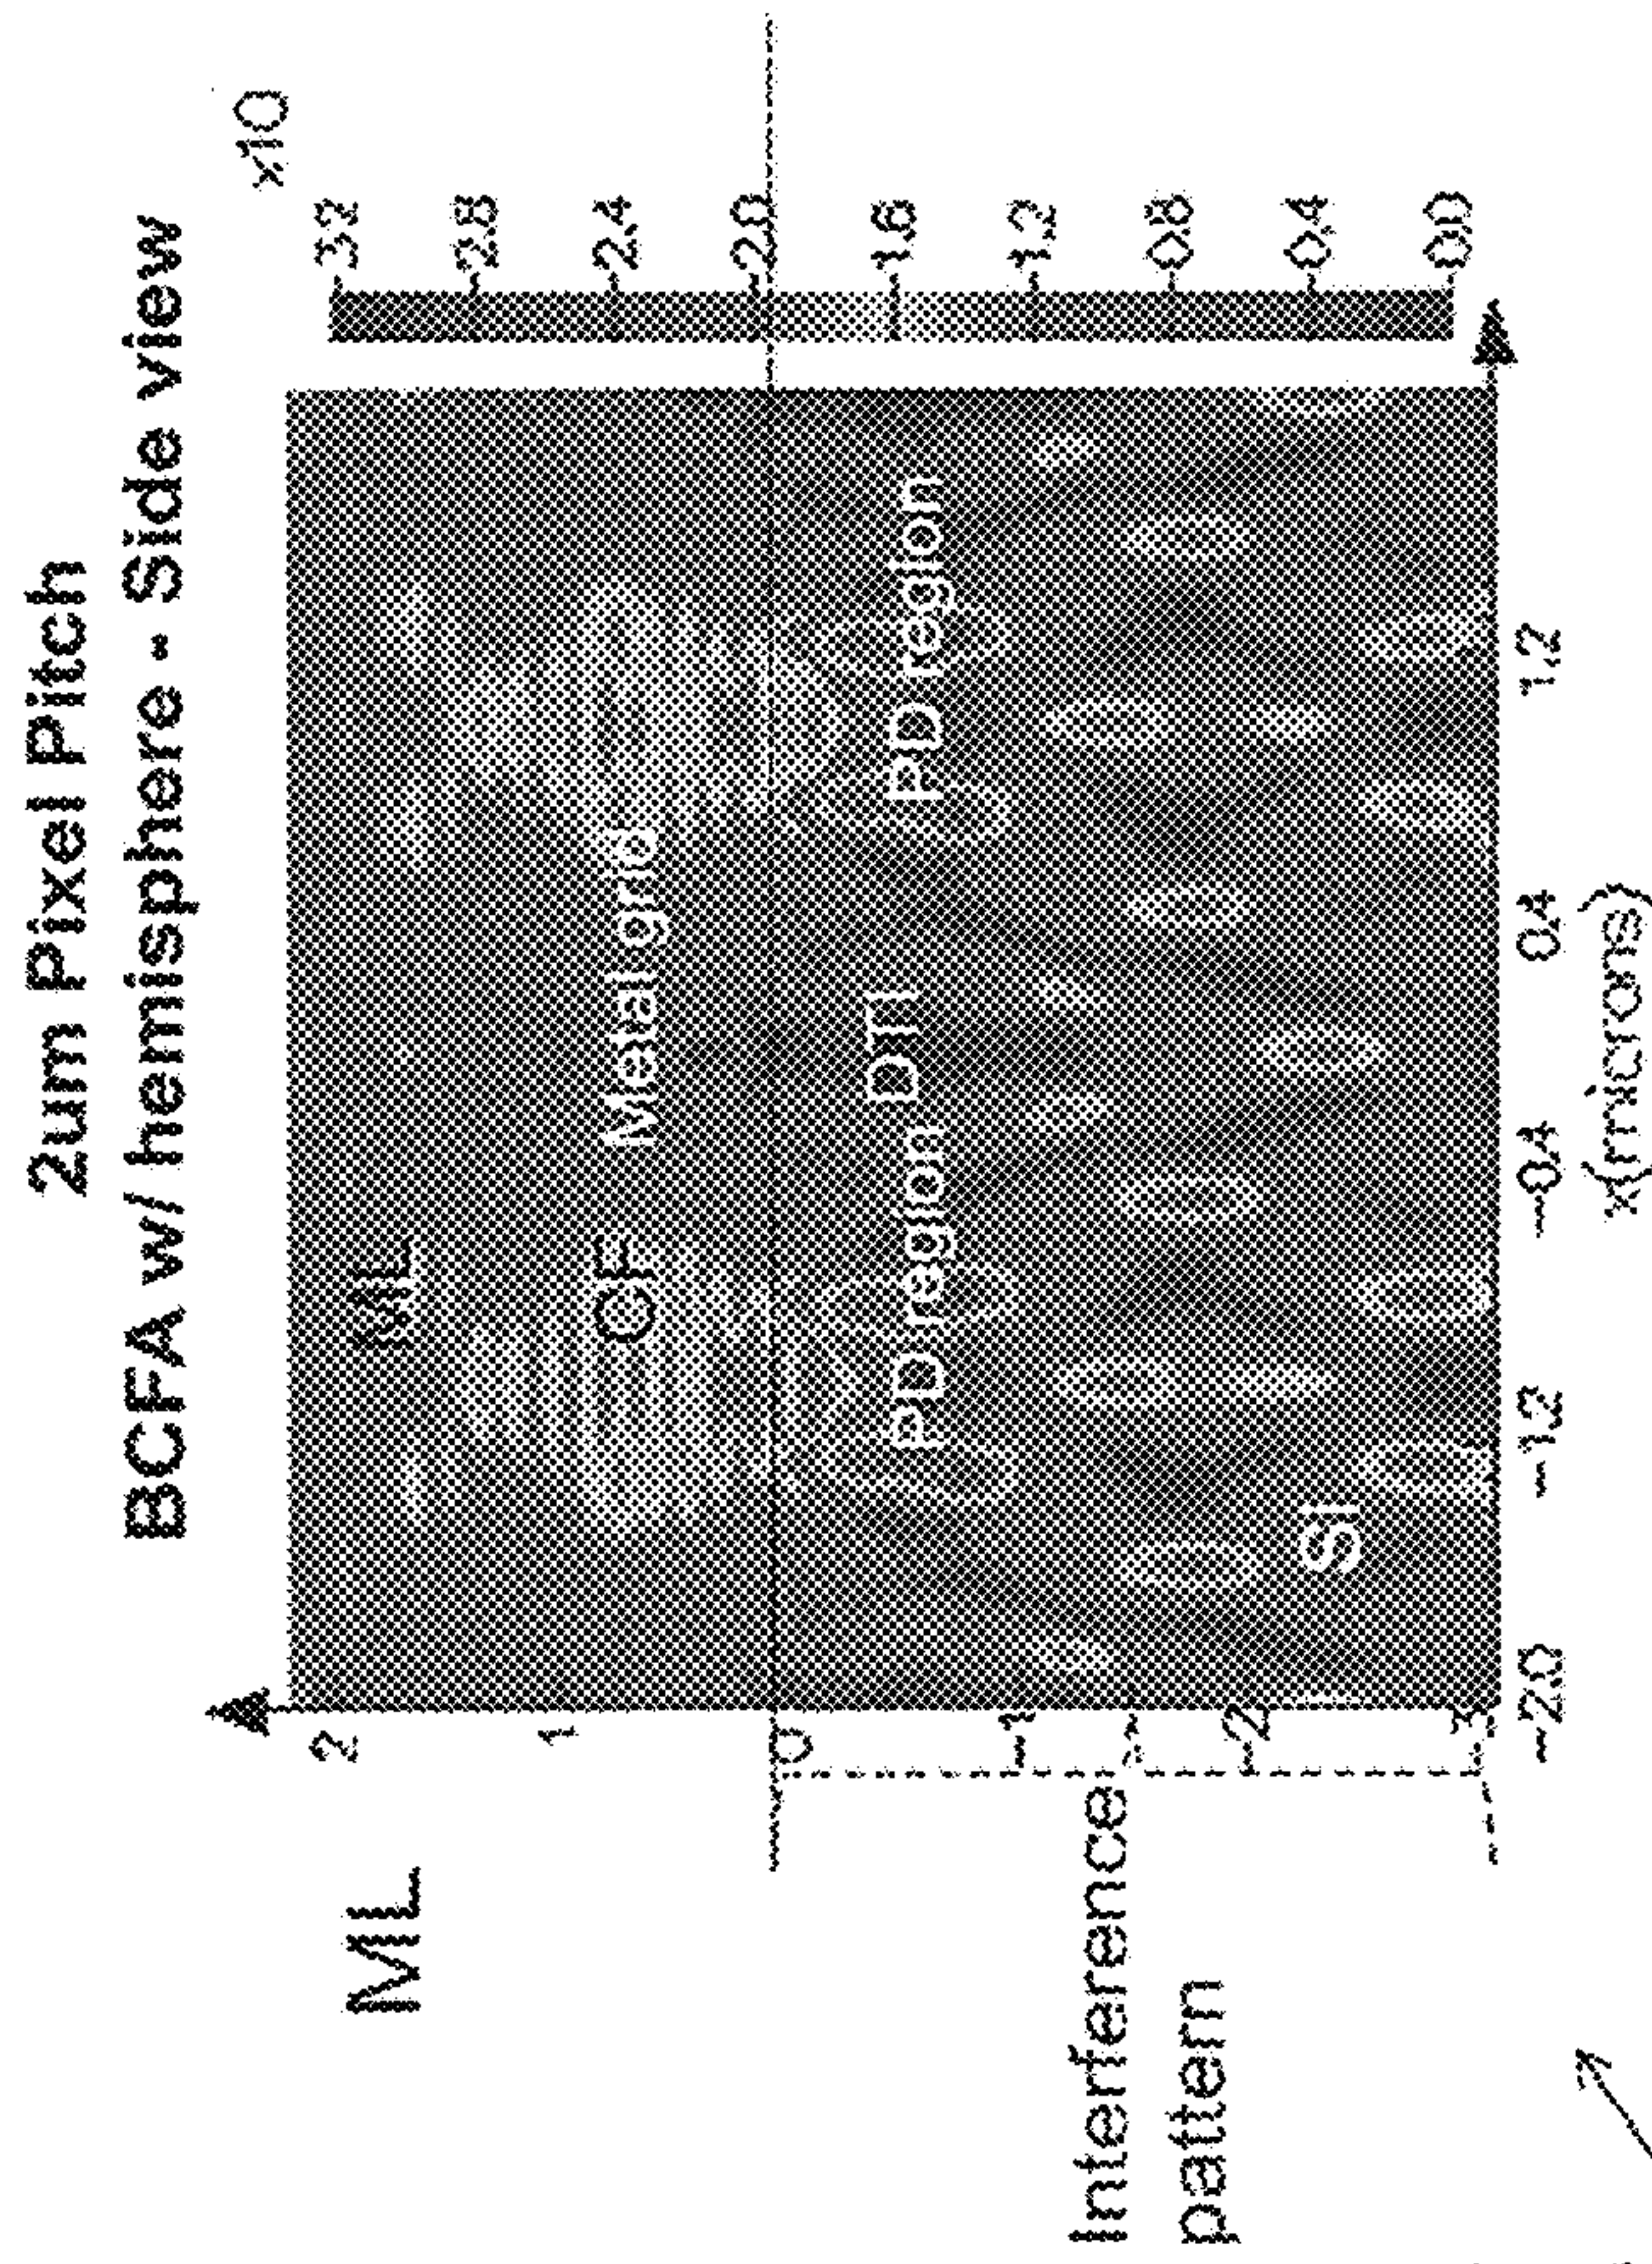 2um Pixel Pitch
BCFA w/ hemisphere - Side view
x10
ML
2
1
0
-1
-2
-3
Interference
pattern
ML
CF
Metal grid
PD region
DTI
PD region
Si
3.2
2.8
2.4
2.0
1.6
1.2
0.8
0.4
0.0
-2.0
-1.2
-0.4
0.4
1.2
x(microns)